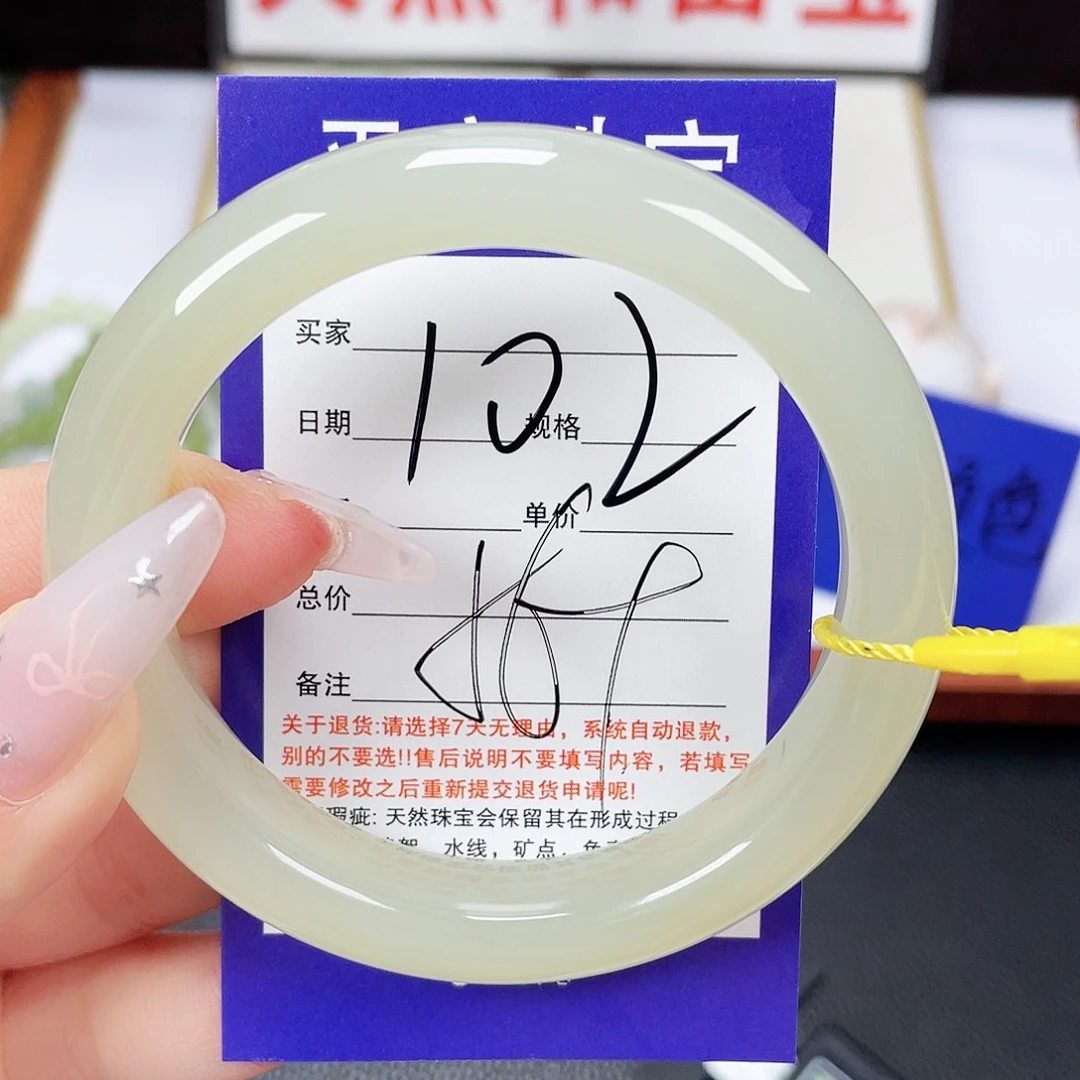 买家
102
日期 规格
单价
总价
备注
关于退货:请选择7天无理由，系统自动退款，
别的不要选!!售后说明不要填写内容，若填写
需要修改之后重新提交退货申请呢!
瑕疵: 天然珠宝会保留其在形成过程
水线，矿点，
色